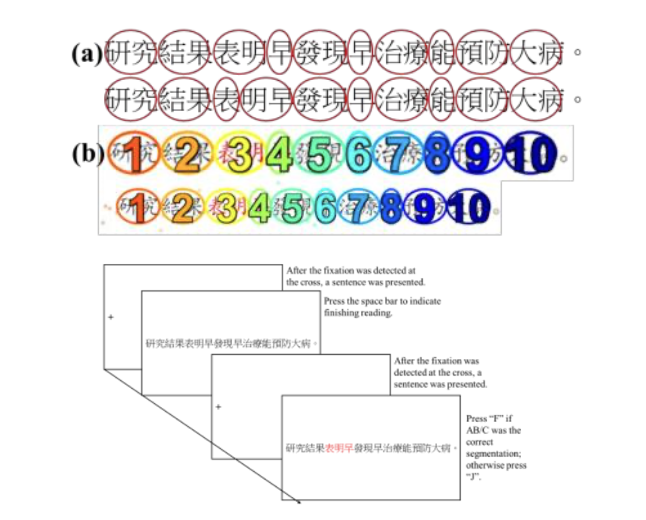 (a) 研究結果表明早發現早治療能預防大病。
研究結果表明早發現早治療能預防大病。
(b) 1 2 3 4 5 6 7 8 9 10
1 2 3 4 5 6 7 8 9 10
After the fixation was detected at
the cross, a sentence was presented.
+
Press the space bar to indicate
finishing reading.
研究結果表明早發現早治療能預防大病。
After the fixation was
detected at the cross, a
sentence was presented.
+
Press “F” if
AB/C was the
correct
segmentation;
otherwise press
“J”.
研究結果表明早發現早治療能預防大病。